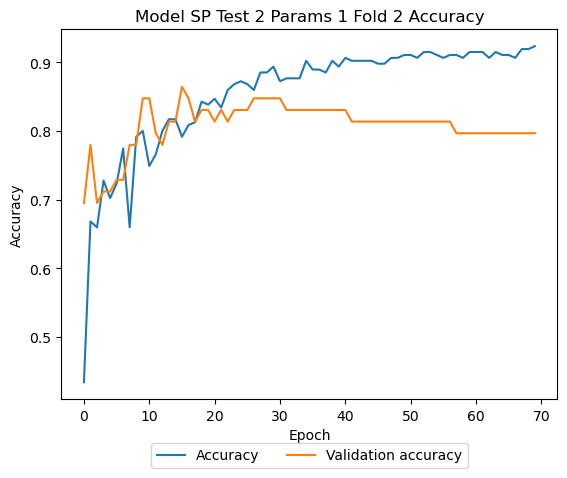 Model SP Test 2 Params 1 Fold 2 Accuracy
Accuracy
0.9
0.8
0.7
0.6
0.5
0 10 20 30 40 50 60 70
Epoch
Accuracy Validation accuracy